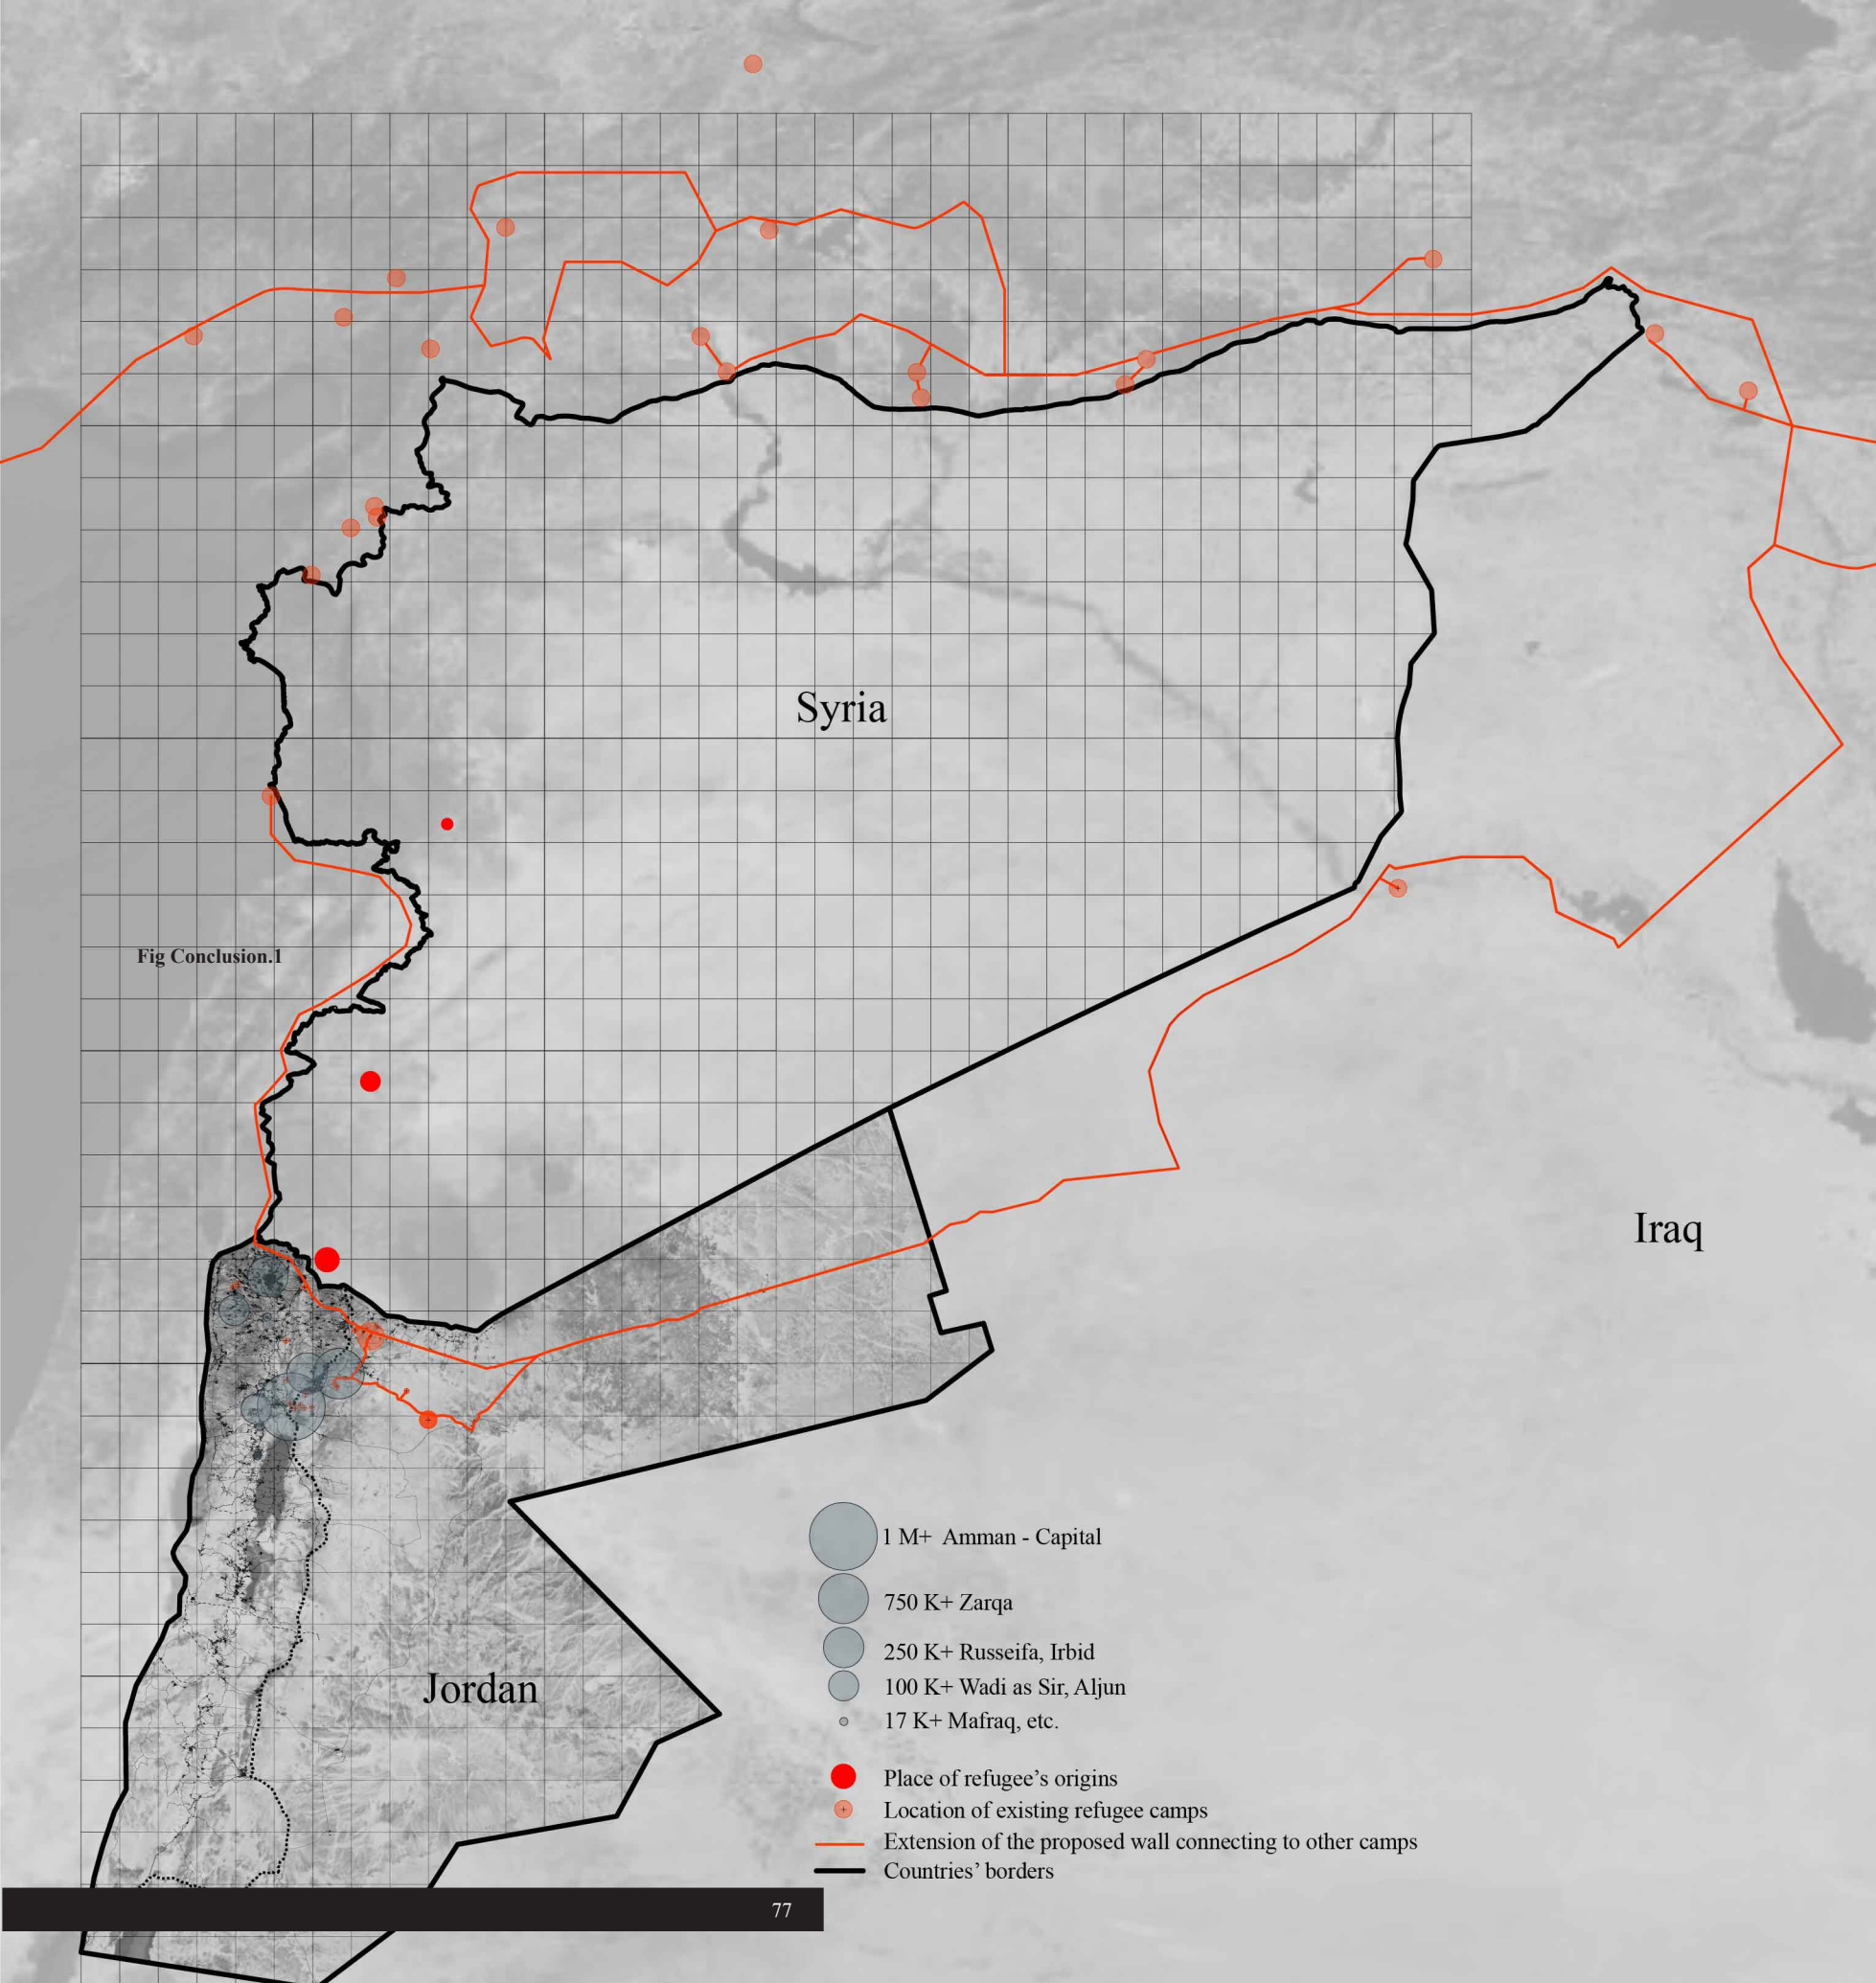 Syria
Fig Conclusion.1
Iraq
Jordan
1 M+ Amman - Capital
750 K+ Zarqa
250 K+ Russeifa, Irbid
100 K+ Wadi as Sir, Aljun
17 K+ Mafraq, etc.
Place of refugee’s origins
Location of existing refugee camps
Extension of the proposed wall connecting to other camps
Countries’ borders
77